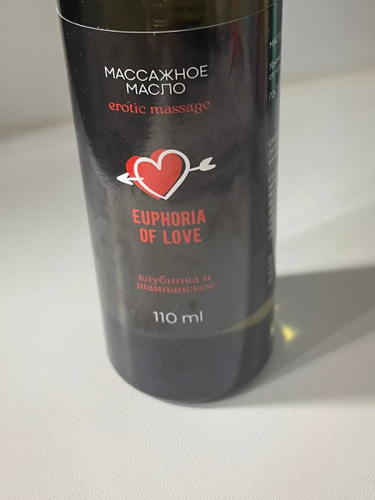 МАССАЖНОЕ
МАСЛО
erotic massage
EUPHORIA
OF LOVE
клубника и
шампанское
110 ml